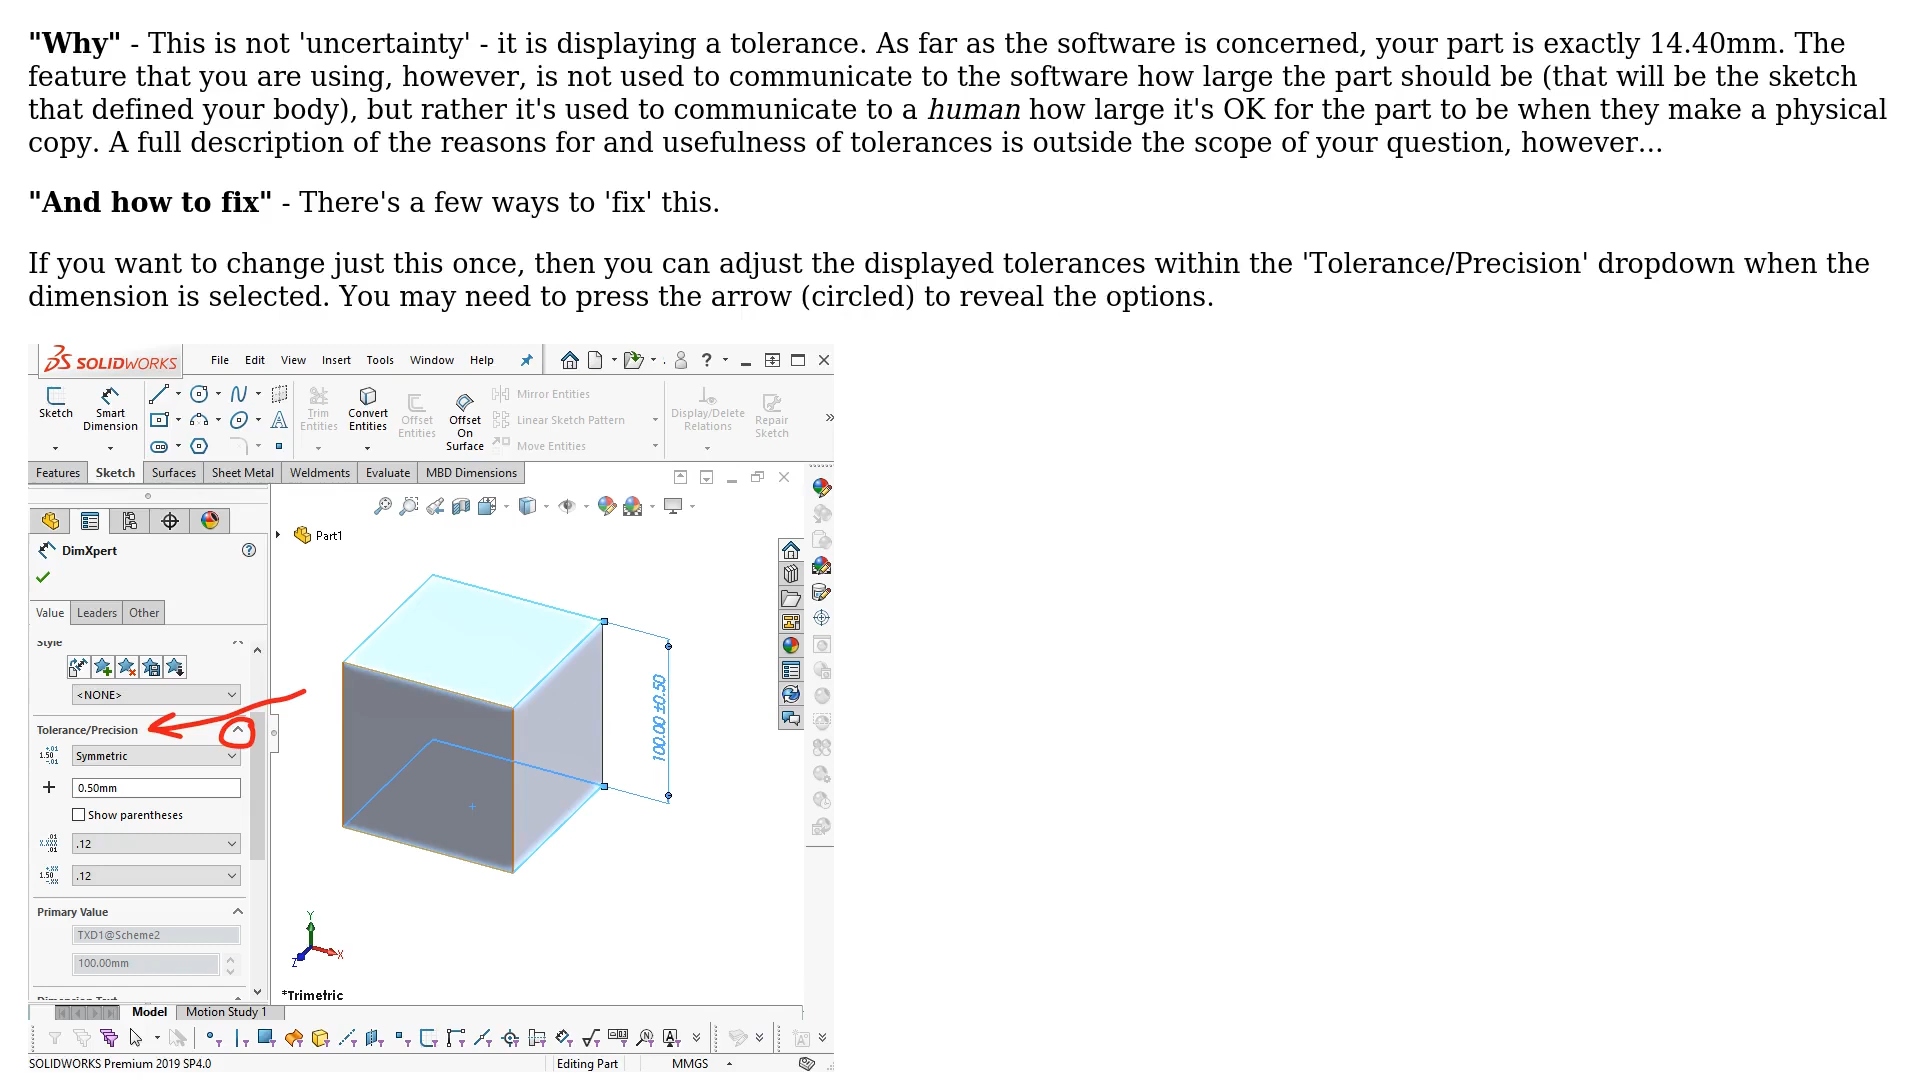 "Why" - This is not 'uncertainty' - it is displaying a tolerance. As far as the software is concerned, your part is exactly 14.40mm. The
feature that you are using, however, is not used to communicate to the software how large the part should be (that will be the sketch
that defined your body), but rather it's used to communicate to a human how large it's OK for the part to be when they make a physical
copy. A full description of the reasons for and usefulness of tolerances is outside the scope of your question, however...
"And how to fix" - There's a few ways to 'fix' this.
If you want to change just this once, then you can adjust the displayed tolerances within the 'Tolerance/Precision' dropdown when the
dimension is selected. You may need to press the arrow (circled) to reveal the options.
SOLIDWORKS File Edit View Insert Tools Window Help
Sketch
Smart
Dimension
Trim
Entities
Convert
Entities
Offset
Entities
Offset
On
Surface
Mirror Entities
Linear Sketch Pattern
Move Entities
Display/Delete
Relations
Repair
Sketch
Features Sketch Surfaces Sheet Metal Weldments Evaluate MBD Dimensions
Part1
DimXpert
Value Leaders Other
Style
<NONE>
Tolerance/Precision
Symmetric
0.50mm
Show parentheses
.12
.12
Primary Value
TXD1@Scheme2
100.00mm
Dimension Text
100.00 ±0.50
Y
X
Z
*Trimetric
Model Motion Study 1
SOLIDWORKS Premium 2019 SP4.0 Editing Part MMGS